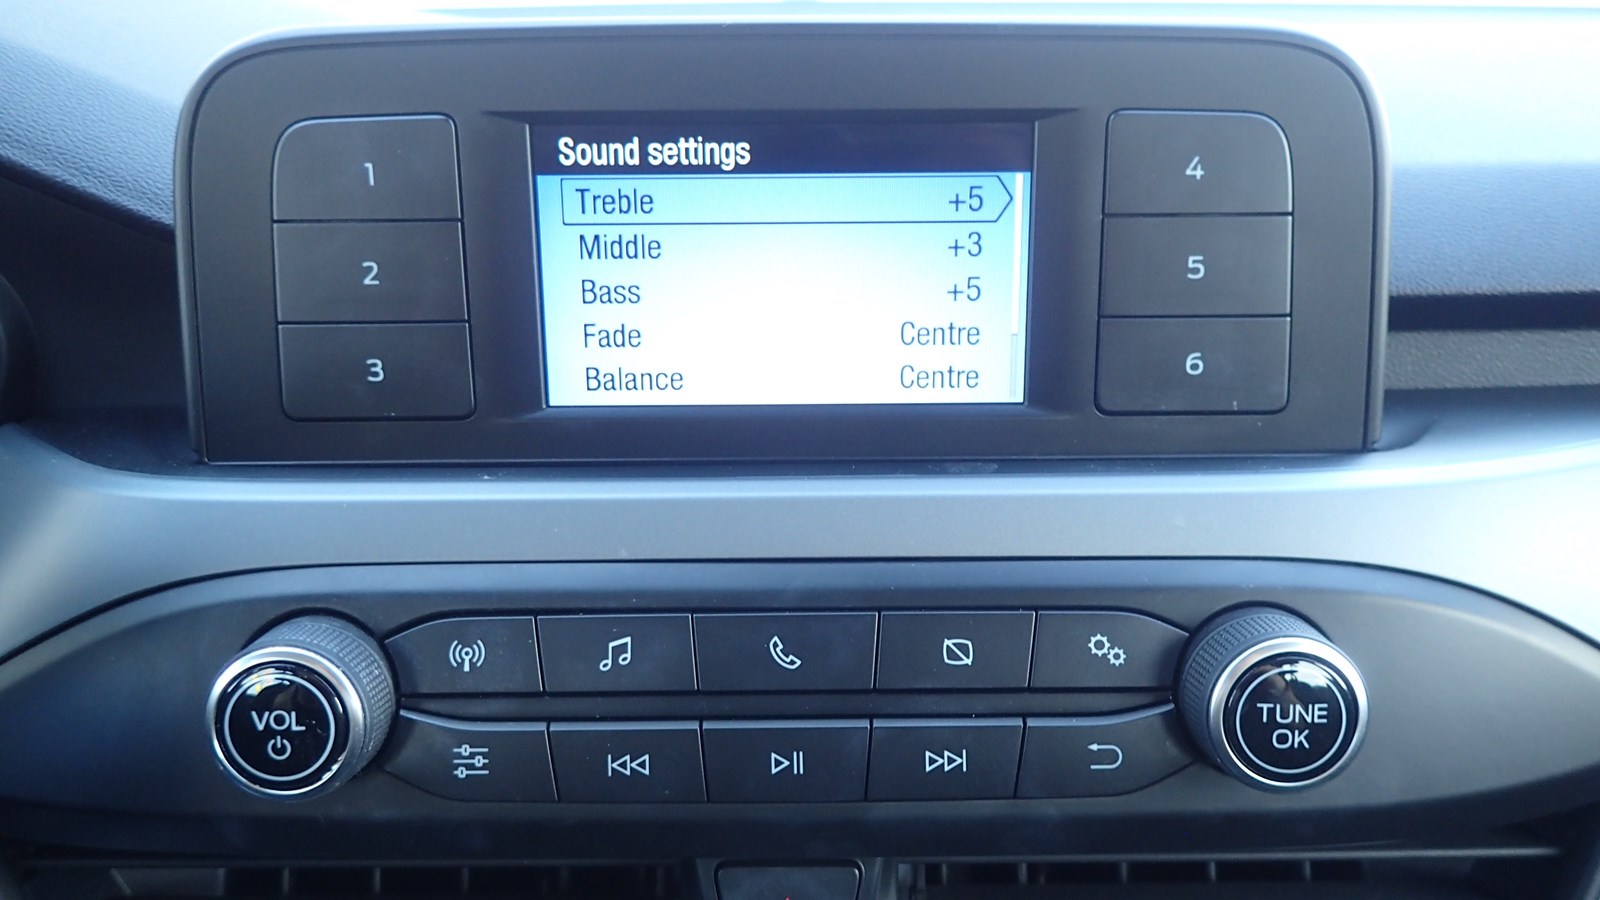 Sound settings
Treble +5
Middle +3
Bass +5
Fade Centre
Balance Centre
1
2
3
4
5
6
VOL
TUNE
OK